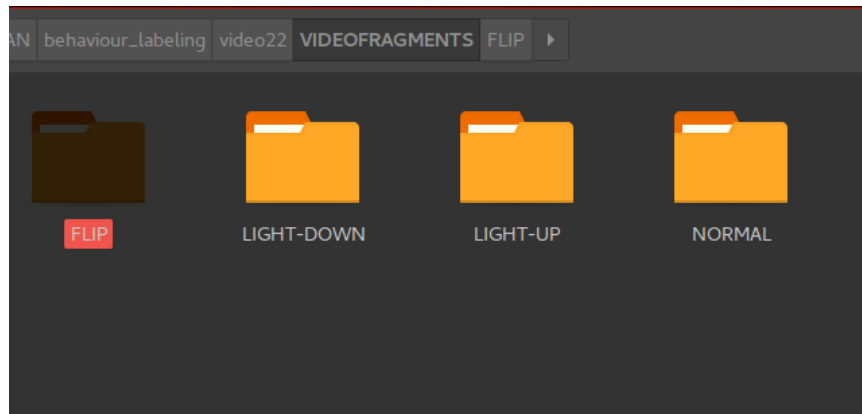 AN behaviour_labeling video22 VIDEOFRAGMENTS FLIP
FLIP LIGHT-DOWN LIGHT-UP NORMAL